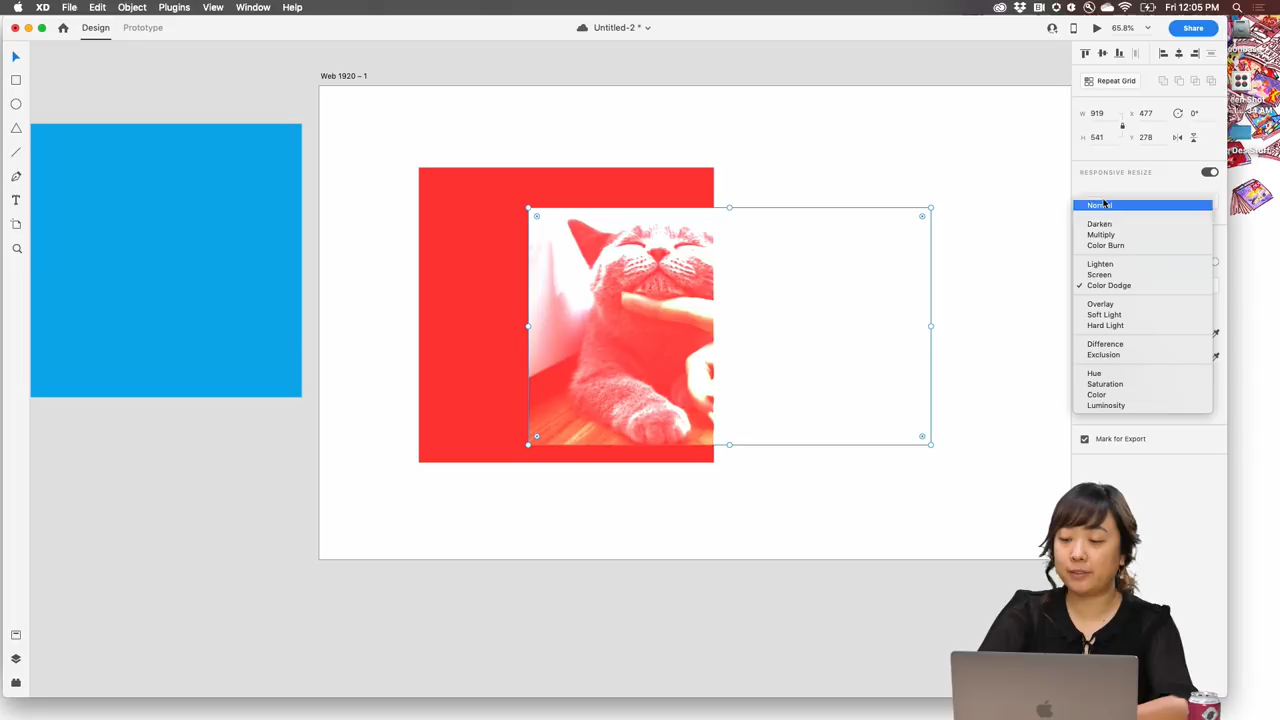 XD File Edit Object Plugins View Window Help
Fri 12:05 PM
Design Prototype
Untitled-2 *
65.8%
Share
Web 1920 – 1
Repeat Grid
W 919 X 477 0°
H 541 Y 278
RESPONSIVE RESIZE
Normal
Darken
Multiply
Color Burn
Lighten
Screen
Color Dodge
Overlay
Soft Light
Hard Light
Difference
Exclusion
Hue
Saturation
Color
Luminosity
Mark for Export